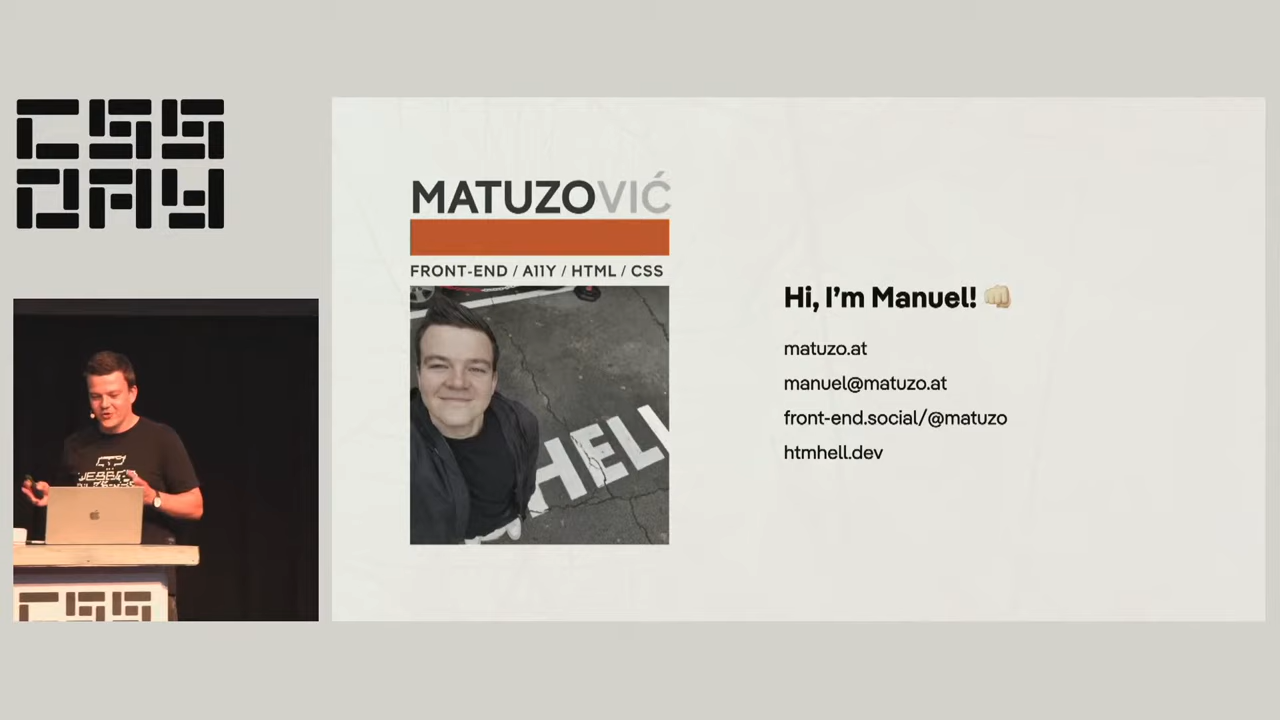 CSS
DAY
MATUZOVIĆ
FRONT-END / A11Y / HTML / CSS
HELL
Hi, I'm Manuel! 👊🏼
matuzo.at
manuel@matuzo.at
front-end.social/@matuzo
htmhell.dev
CSS